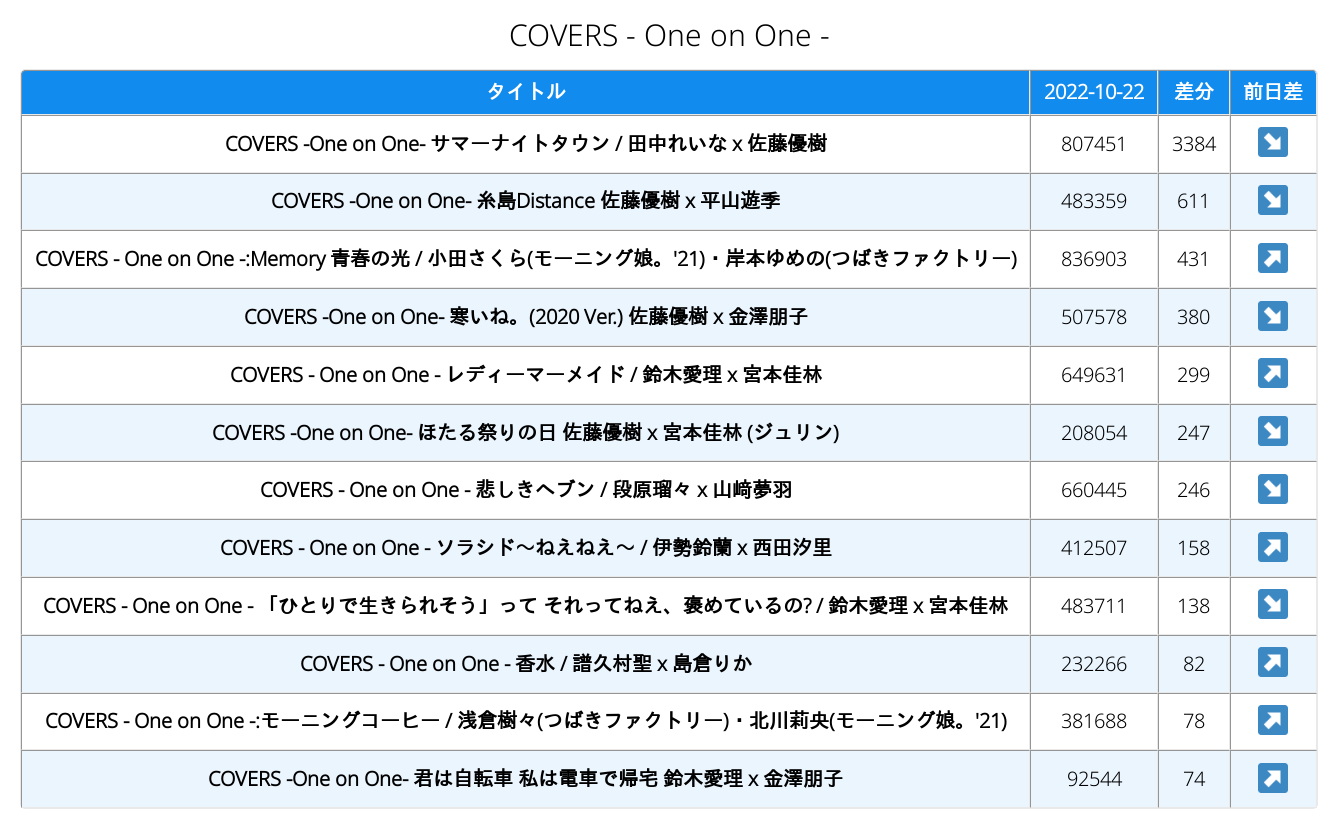 COVERS - One on One -
タイトル 2022-10-22 差分 前日差
COVERS -One on One- サマーナイトタウン / 田中れいな x 佐藤優樹 807451 3384
COVERS -One on One- 糸島Distance 佐藤優樹 x 平山遊季 483359 611
COVERS - One on One -:Memory 青春の光 / 小田さくら(モーニング娘。'21)・岸本ゆめの(つばきファクトリー) 836903 431
COVERS -One on One- 寒いね。(2020 Ver.) 佐藤優樹 x 金澤朋子 507578 380
COVERS - One on One - レディーマーメイド / 鈴木愛理 x 宮本佳林 649631 299
COVERS -One on One- ほたる祭りの日 佐藤優樹 x 宮本佳林 (ジュリン) 208054 247
COVERS - One on One - 悲しきヘブン / 段原瑠々 x 山﨑夢羽 660445 246
COVERS - One on One - ソラシド〜ねえねえ〜 / 伊勢鈴蘭 x 西田汐里 412507 158
COVERS - One on One - 「ひとりで生きられそう」って それってねえ、褒めているの? / 鈴木愛理 x 宮本佳林 483711 138
COVERS - One on One - 香水 / 譜久村聖 x 島倉りか 232266 82
COVERS - One on One -:モーニングコーヒー / 浅倉樹々(つばきファクトリー)・北川莉央(モーニング娘。'21) 381688 78
COVERS -One on One- 君は自転車 私は電車で帰宅 鈴木愛理 x 金澤朋子 92544 74